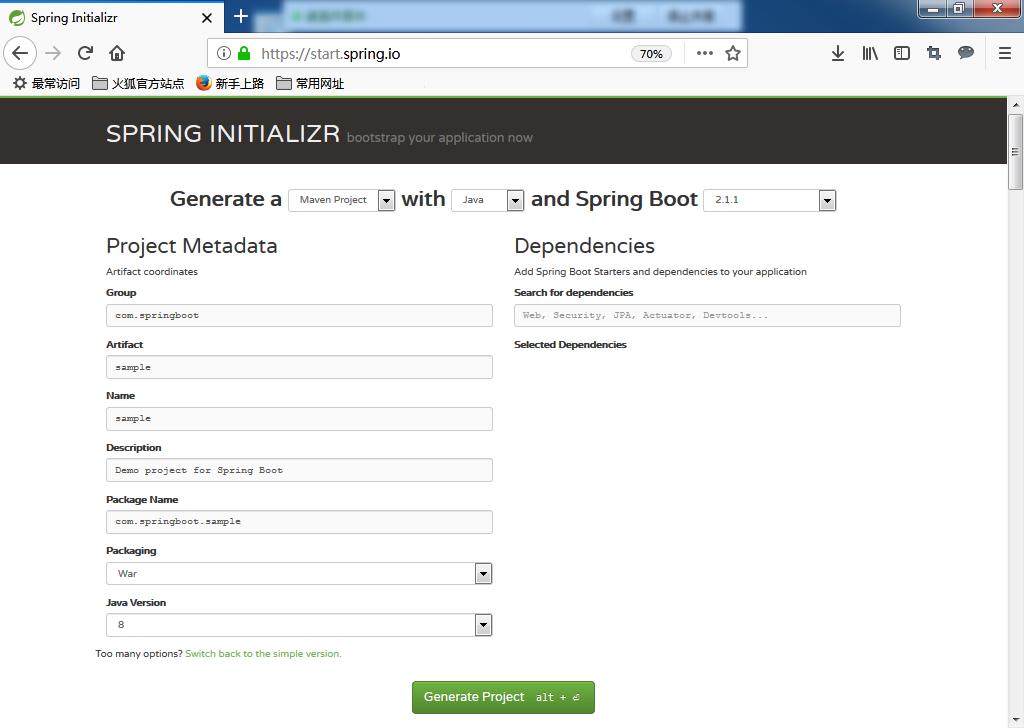 Spring Initializr
https://start.spring.io
70%
最常访问 火狐官方站点 新手上路 常用网址
SPRING INITIALIZR bootstrap your application now
Generate a Maven Project with Java and Spring Boot 2.1.1
Project Metadata
Artifact coordinates
Group
com.springboot
Artifact
sample
Name
sample
Description
Demo project for Spring Boot
Package Name
com.springboot.sample
Packaging
War
Java Version
8
Too many options? Switch back to the simple version.
Dependencies
Add Spring Boot Starters and dependencies to your application
Search for dependencies
Web, Security, JPA, Actuator, Devtools...
Selected Dependencies
Generate Project alt + ⏎